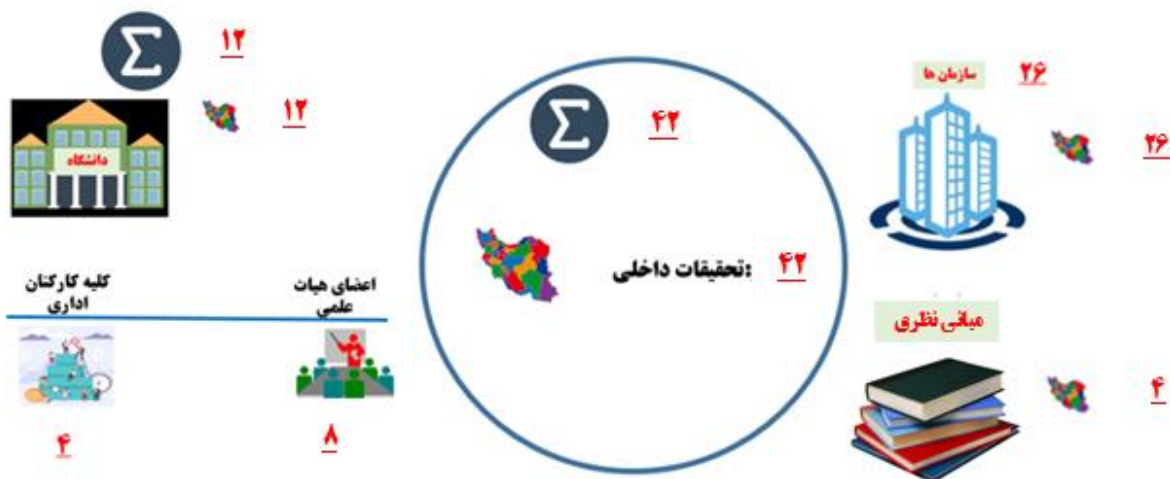 ۱۲
Σ
۱۲
دانشگاه
سازمان ها
۲۶
۲۶
Σ
۴۲
تحقیقات داخلی:
۴۲
کلیه کارکنان
اداری
اعضای هیات
علمی
۴
۸
مبانی نظری
۴